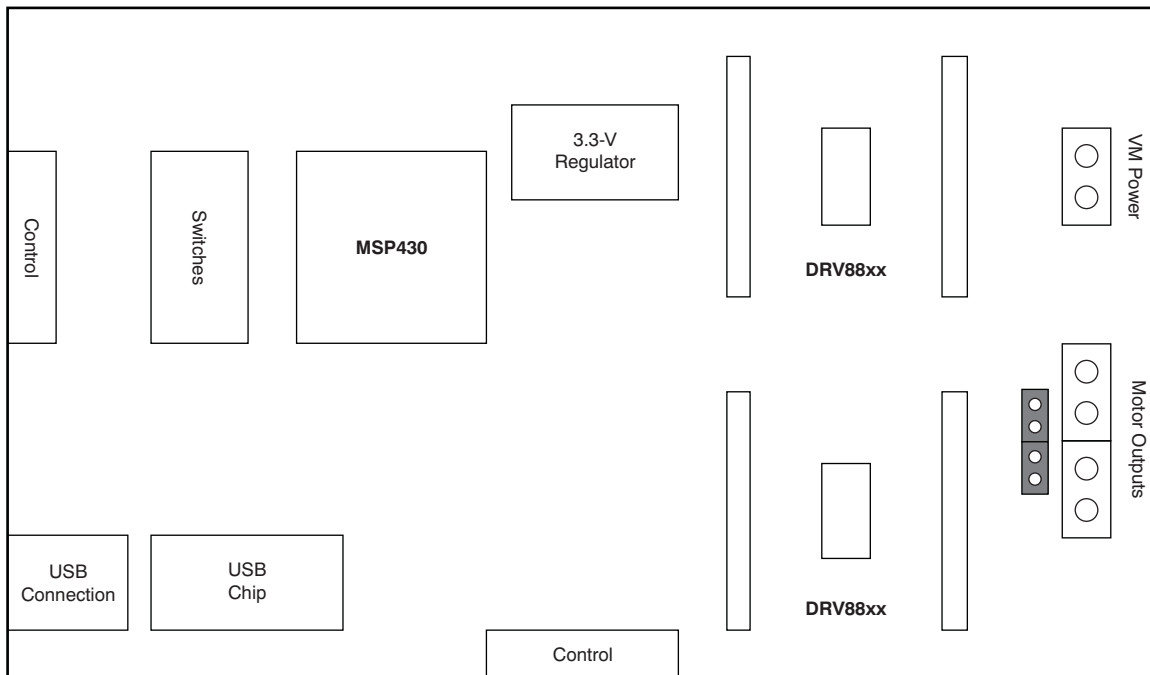 3.3-V
Regulator
VM Power
Control
Switches
MSP430
DRV88xx
Motor Outputs
USB
Connection
USB
Chip
DRV88xx
Control